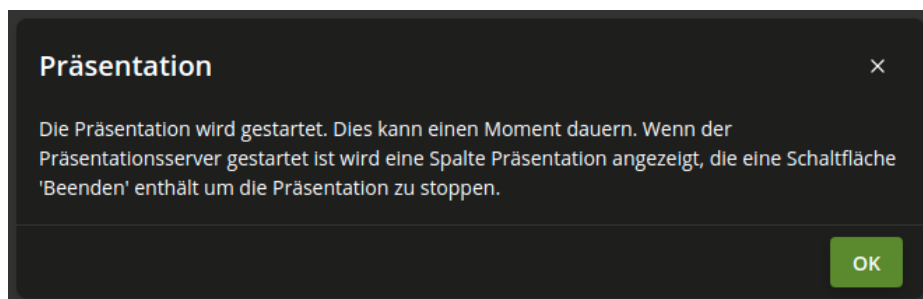 Präsentation
Die Präsentation wird gestartet. Dies kann einen Moment dauern. Wenn der
Präsentationsserver gestartet ist wird eine Spalte Präsentation angezeigt, die eine Schaltfläche
'Beenden' enthält um die Präsentation zu stoppen.
OK